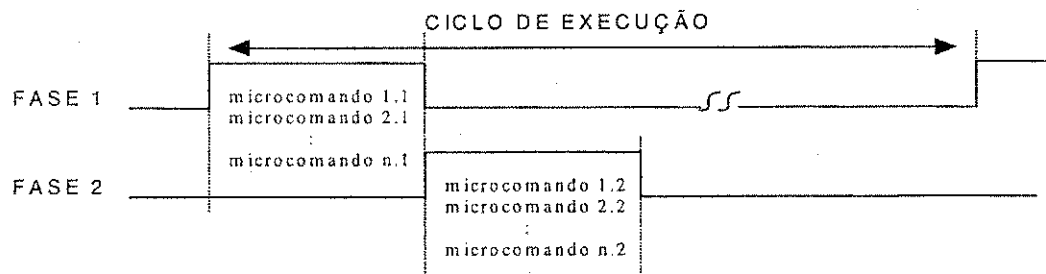 CICLO DE EXECUÇÃO
FASE 1
microcomando 1.1
microcomando 2.1
:
microcomando n.1
FASE 2
microcomando 1.2
microcomando 2.2
:
microcomando n.2